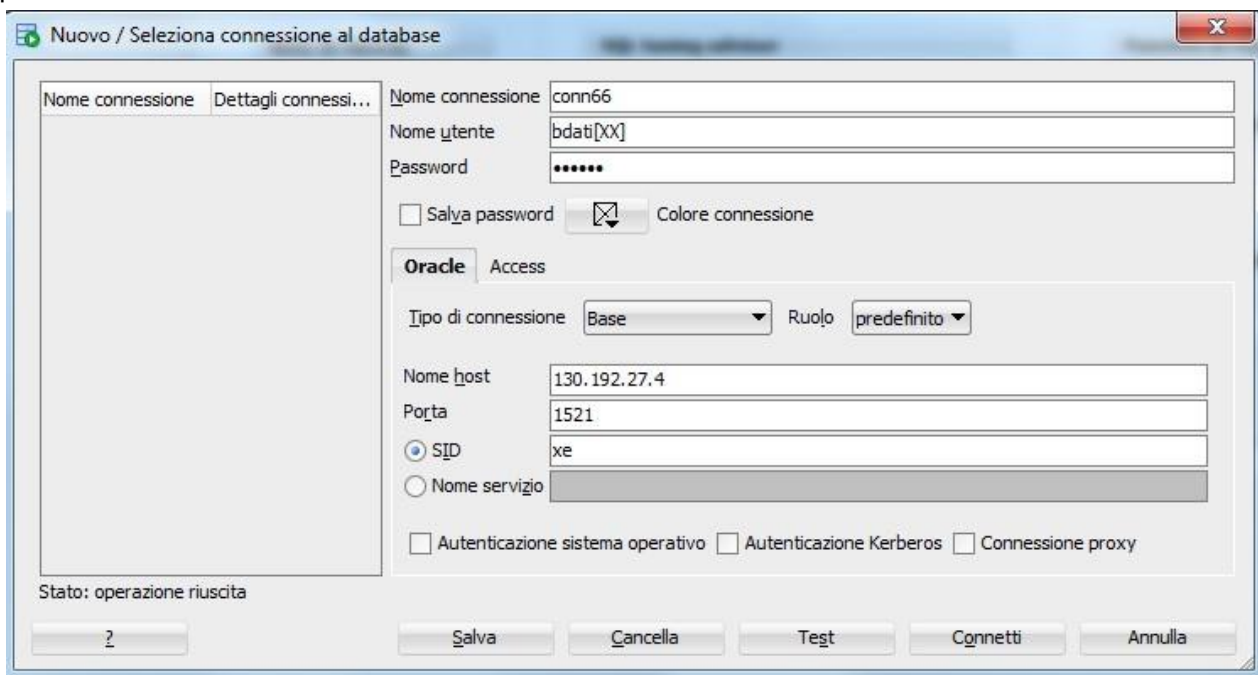 Nuovo / Seleziona connessione al database
Nome connessione Dettagli connessi...
Nome connessione conn66
Nome utente bdati[XX]
Password ••••••
Salva password Colore connessione
Oracle Access
Tipo di connessione Base Ruolo predefinito
Nome host 130.192.27.4
Porta 1521
SID xe
Nome servizio
Autenticazione sistema operativo Autenticazione Kerberos Connessione proxy
Stato: operazione riuscita
? Salva Cancella Test Connetti Annulla